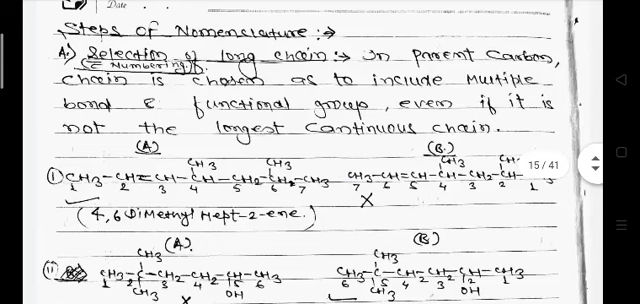 Date
Steps of Nomenclature :→
A.) Selection of long chain :→ In parent Carbon,
(& Numbering.)
Chain is chosen as to include Multiple
bond & functional group, even if it is
not the longest Continuous chain.
(A) (B.)
CH3 CH3 CH3 CH
(i) CH3-CH=CH-CH-CH2-CH2-CH3 CH3-CH=CH-CH-CH2-CH-
1 2 3 4 5 6 7 7 6 5 4 3 2 1
15/41
✓ X
(4,6 DiMethyl Hept-2-ene.)
(A) (B)
CH3 CH3
(ii) CH3-C-CH2-CH2-CH-CH3 CH3-C-CH2-CH2-CH-CH3
1 2 3 4 5 6 6 5 4 3 2 1
CH3 OH CH3 OH
X ✓